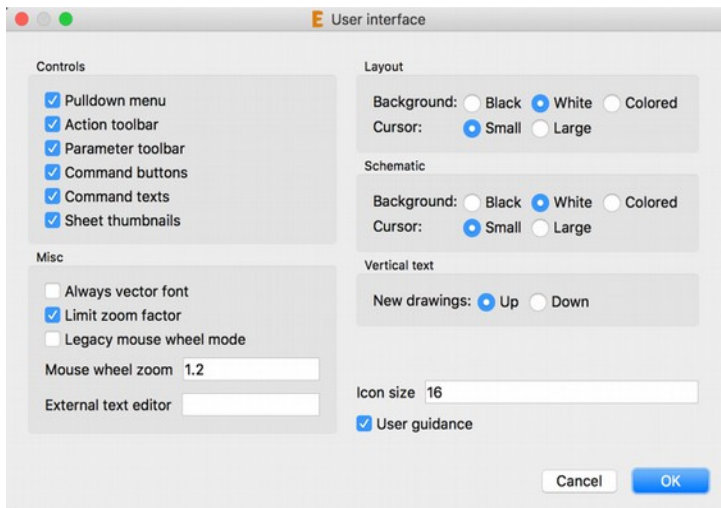 E User interface
Controls
Pulldown menu
Action toolbar
Parameter toolbar
Command buttons
Command texts
Sheet thumbnails
Misc
Always vector font
Limit zoom factor
Legacy mouse wheel mode
Mouse wheel zoom 1.2
External text editor
Layout
Background: Black White Colored
Cursor: Small Large
Schematic
Background: Black White Colored
Cursor: Small Large
Vertical text
New drawings: Up Down
Icon size 16
User guidance
Cancel OK